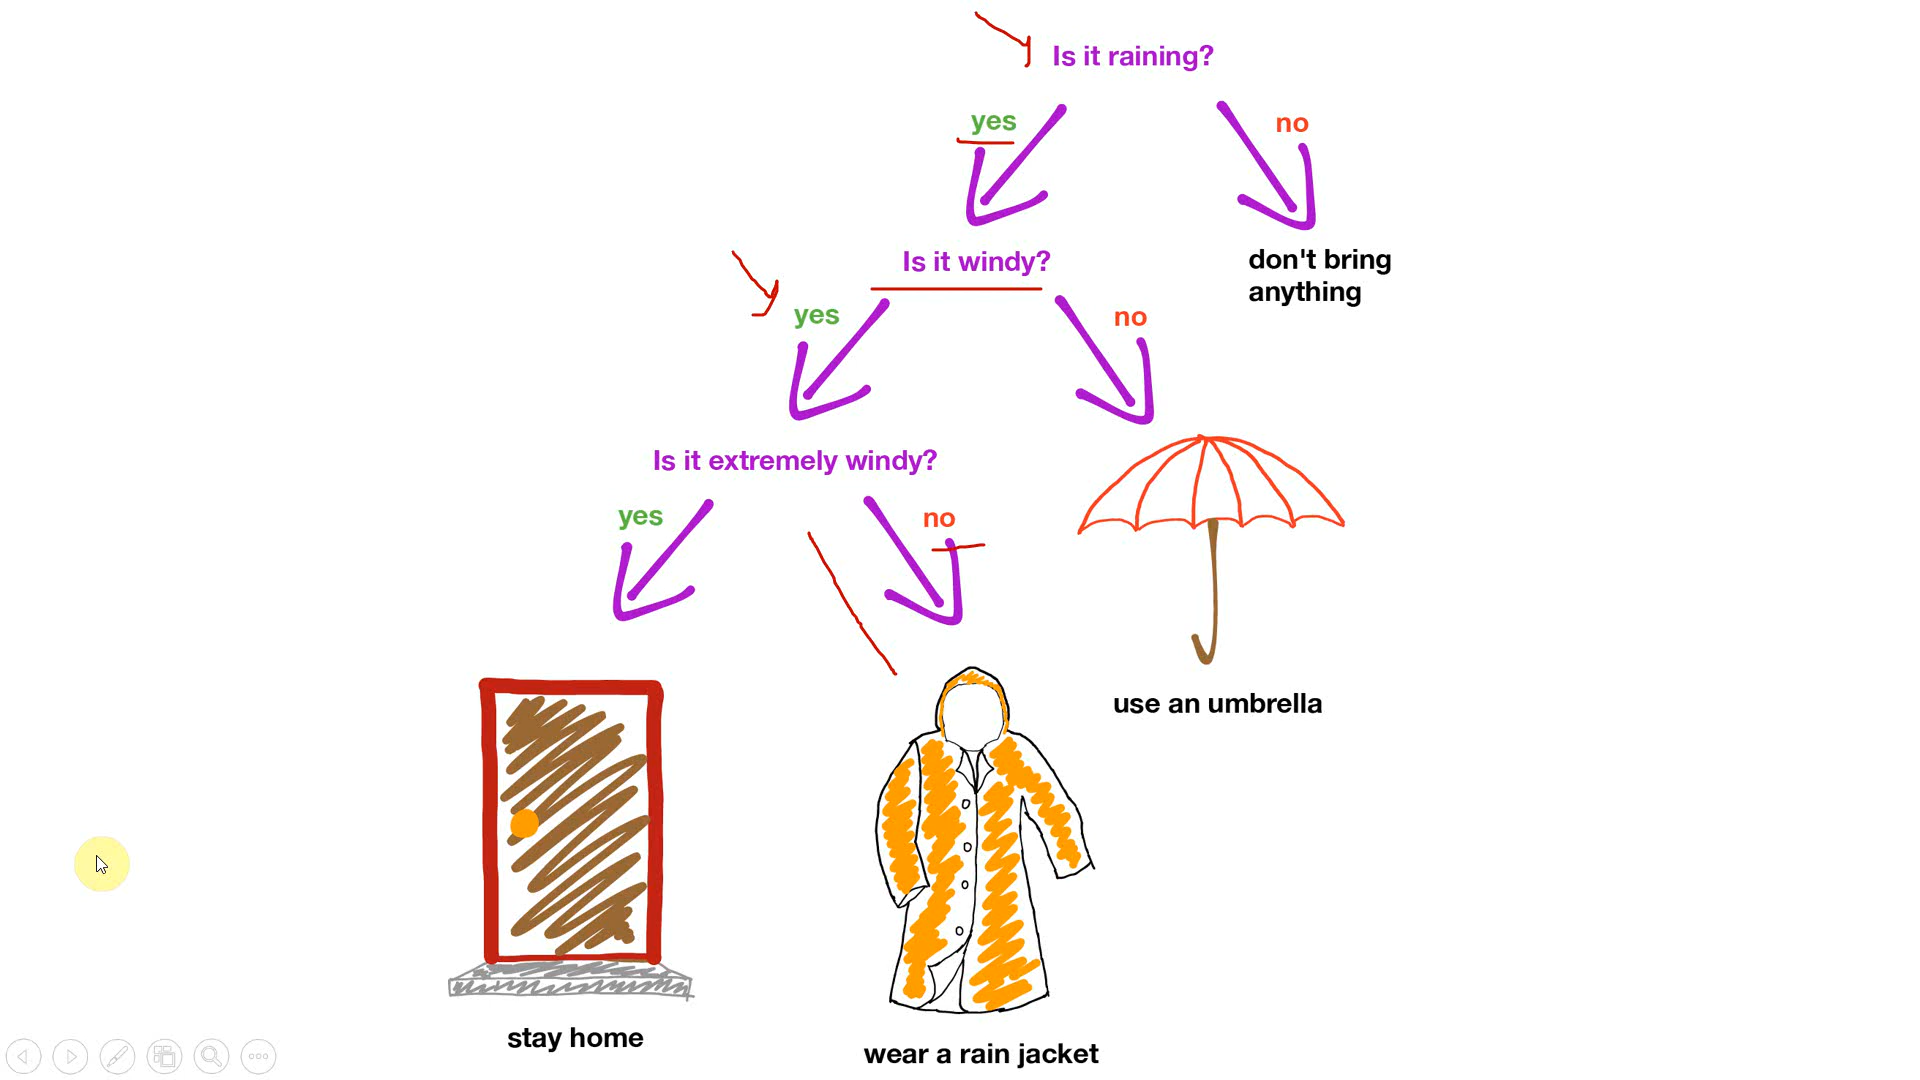 Is it raining?
yes
no
Is it windy?
don't bring
anything
yes
no
Is it extremely windy?
yes
no
use an umbrella
stay home
wear a rain jacket